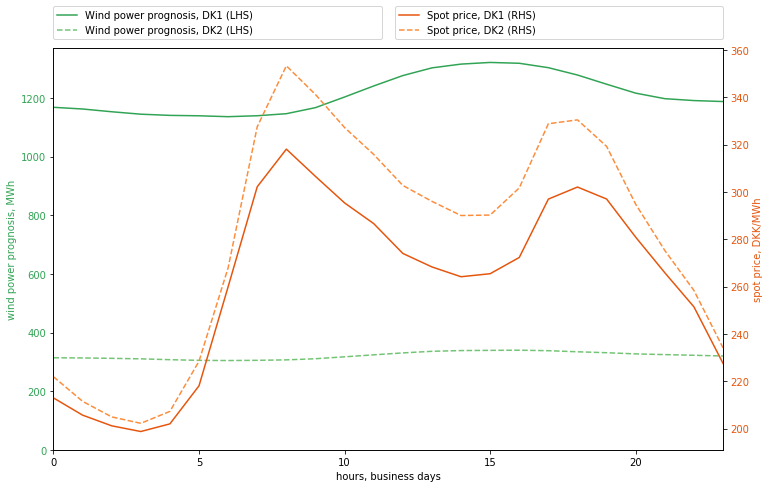 Wind power prognosis, DK1 (LHS)
Wind power prognosis, DK2 (LHS)
Spot price, DK1 (RHS)
Spot price, DK2 (RHS)
wind power prognosis, MWh
1200
1000
800
600
400
200
0
360
340
320
300
280
260
240
220
200
spot price, DKK/MWh
0 5 10 15 20
hours, business days